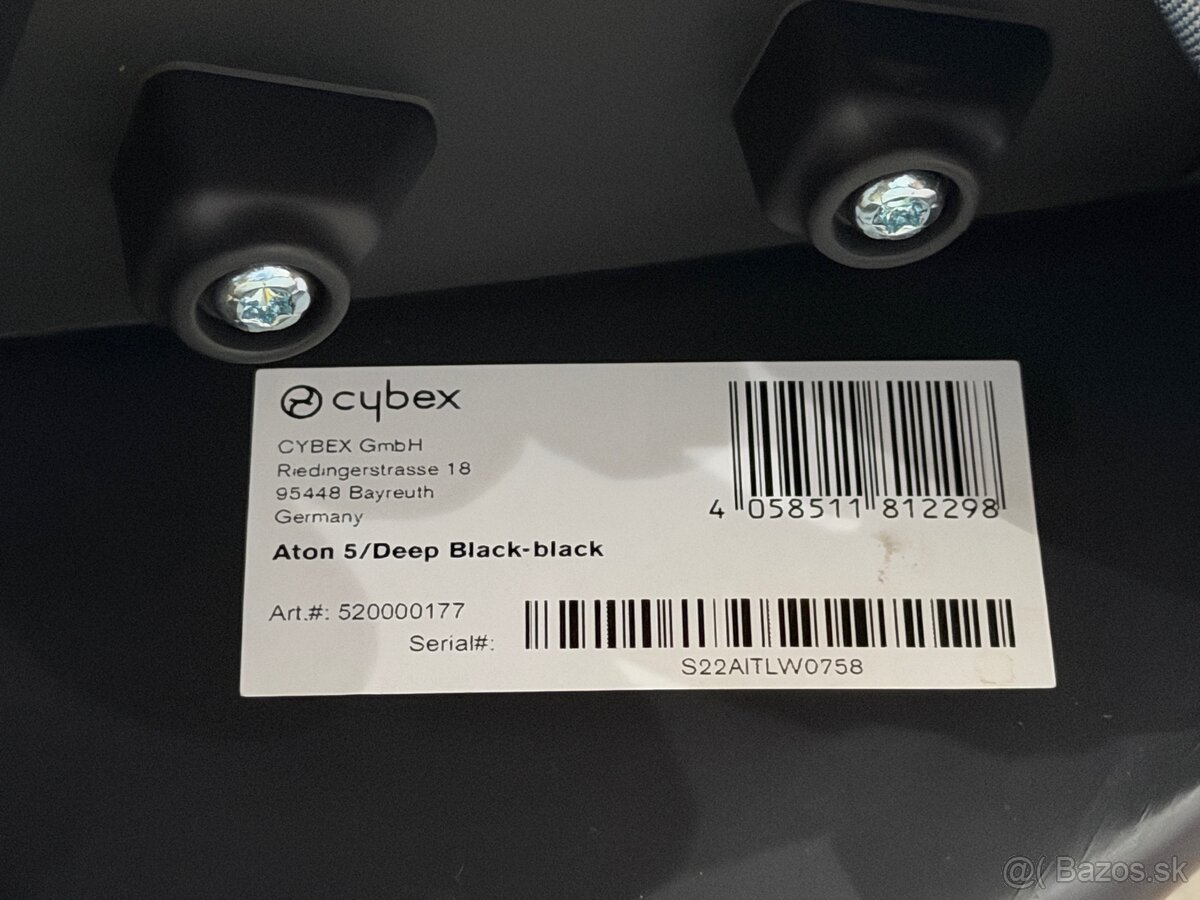 cybex
CYBEX GmbH
Riedingerstrasse 18
95448 Bayreuth
Germany
4 058511 812298
Aton 5/Deep Black-black
Art.#: 520000177
Serial#:
S22AITLW0758
@( Bazos.sk